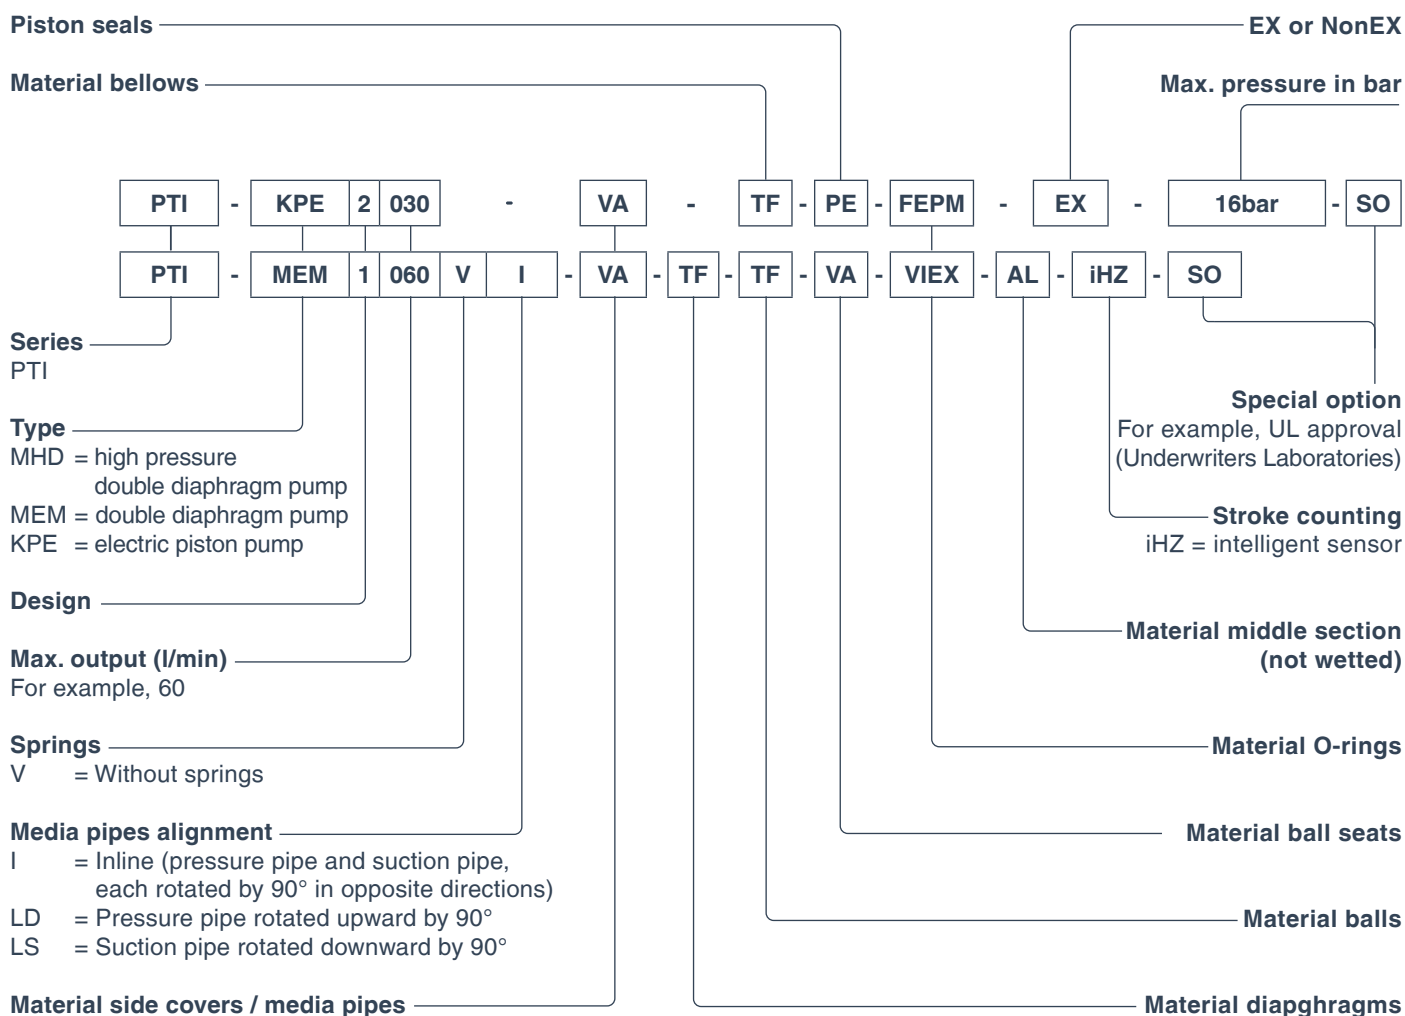 Piston seals
EX or NonEX
Material bellows
Max. pressure in bar
PTI - KPE 2 030 - VA - TF - PE - FEPM - EX - 16bar - SO
PTI - MEM 1 060 V I - VA - TF - TF - VA - VIEX - AL - iHZ - SO
Series
PTI
Type
MHD = high pressure
double diaphragm pump
MEM = double diaphragm pump
KPE = electric piston pump
Design
Max. output (l/min)
For example, 60
Springs
V = Without springs
Media pipes alignment
I = Inline (pressure pipe and suction pipe,
each rotated by 90° in opposite directions)
LD = Pressure pipe rotated upward by 90°
LS = Suction pipe rotated downward by 90°
Material side covers / media pipes
Special option
For example, UL approval
(Underwriters Laboratories)
Stroke counting
iHZ = intelligent sensor
Material middle section
(not wetted)
Material O-rings
Material ball seats
Material balls
Material diapghragms